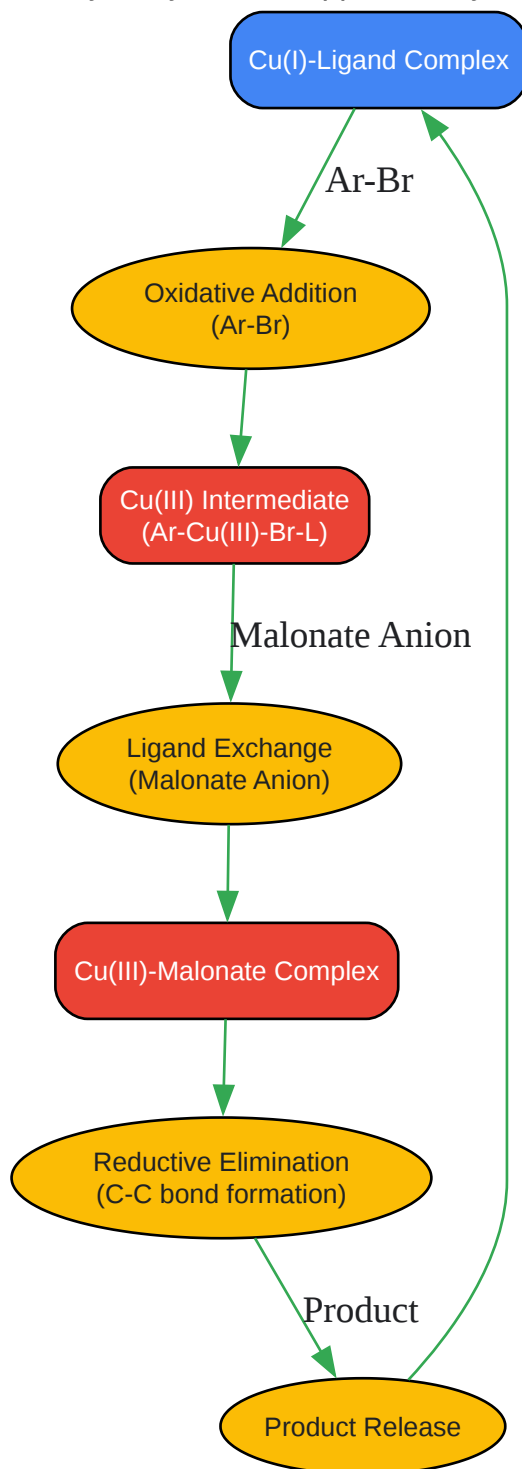 Cu(I)-Ligand Complex
Ar-Br
Oxidative Addition
(Ar-Br)
Cu(III) Intermediate
(Ar-Cu(III)-Br-L)
Malonate Anion
Ligand Exchange
(Malonate Anion)
Cu(III)-Malonate Complex
Reductive Elimination
(C-C bond formation)
Product
Product Release